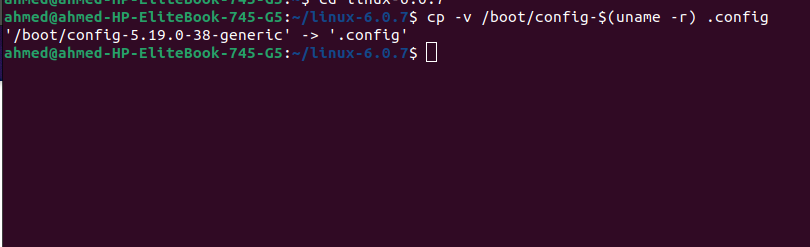 ahmed@ahmed-HP-EliteBook-745-G5:~$ cd linux-6.0.7
ahmed@ahmed-HP-EliteBook-745-G5:~/linux-6.0.7$ cp -v /boot/config-$(uname -r) .config
'/boot/config-5.19.0-38-generic' -> '.config'
ahmed@ahmed-HP-EliteBook-745-G5:~/linux-6.0.7$